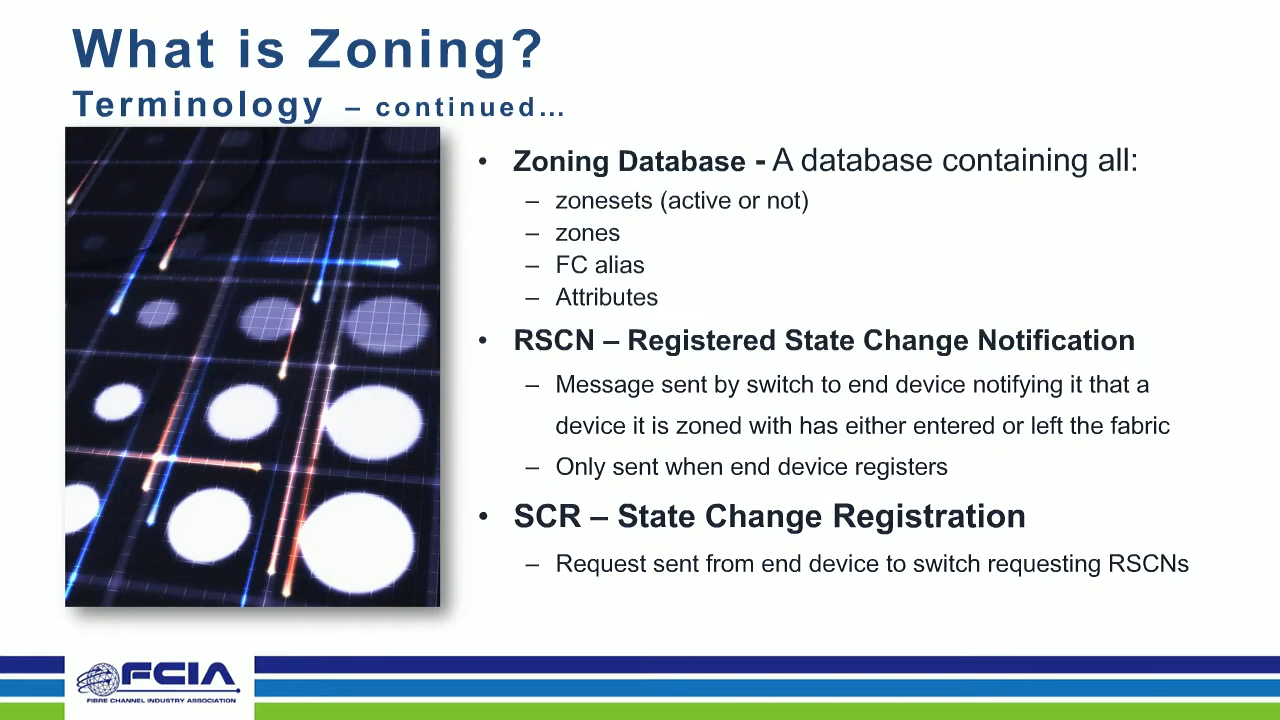 What is Zoning?
Terminology – continued…
• Zoning Database - A database containing all:
– zonesets (active or not)
– zones
– FC alias
– Attributes
• RSCN – Registered State Change Notification
– Message sent by switch to end device notifying it that a
device it is zoned with has either entered or left the fabric
– Only sent when end device registers
• SCR – State Change Registration
– Request sent from end device to switch requesting RSCNs
FCIA
FIBRE CHANNEL INDUSTRY ASSOCIATION